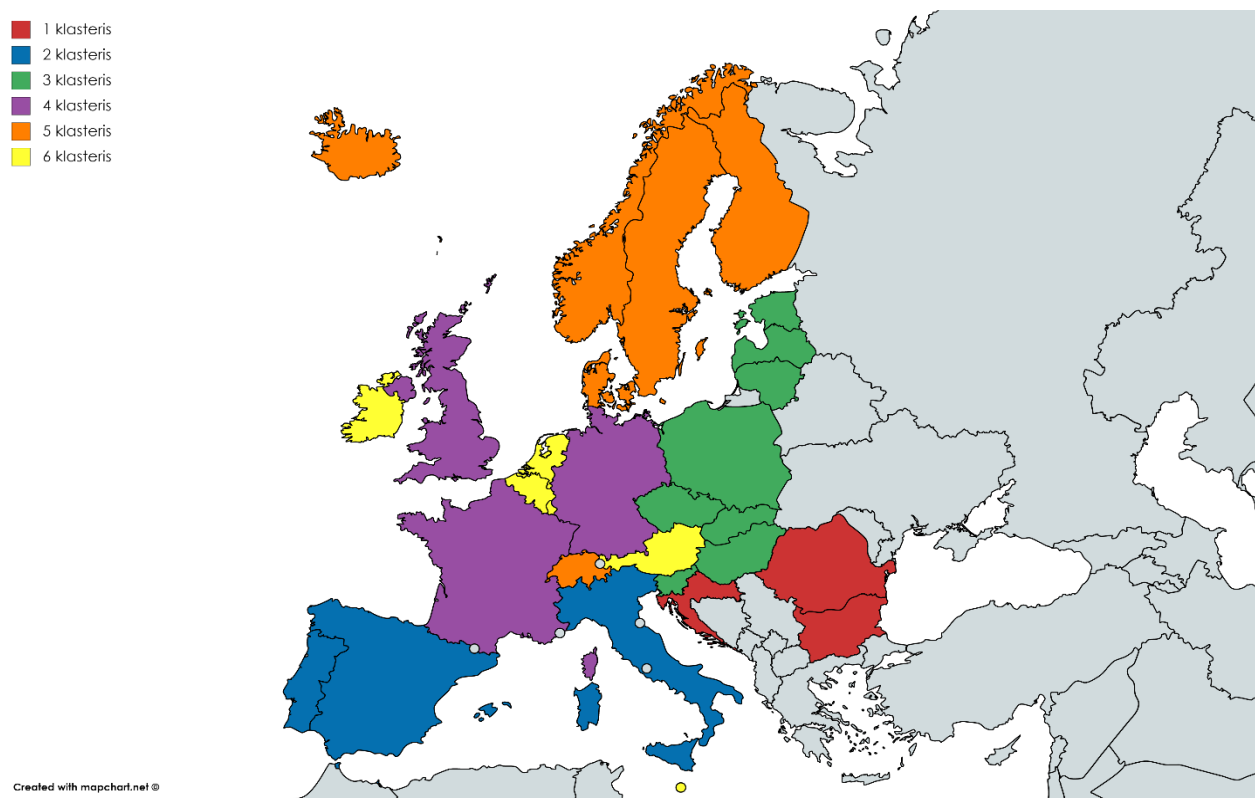 1 klasteris
2 klasteris
3 klasteris
4 klasteris
5 klasteris
6 klasteris
Created with mapchart.net ©